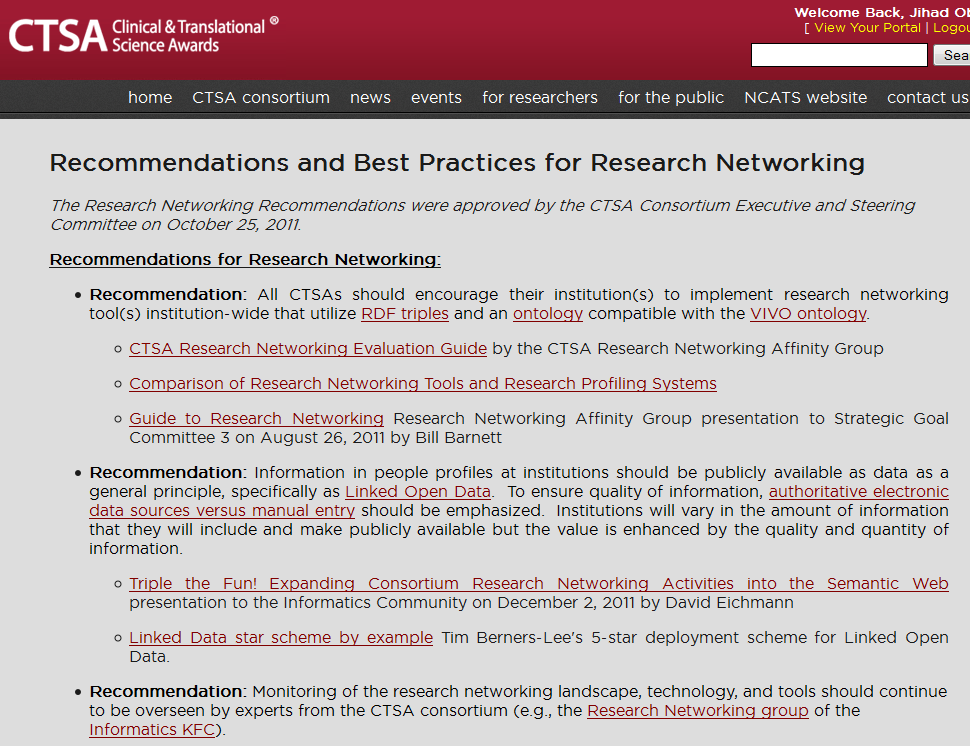 CTSA Clinical & Translational Science Awards ®
Welcome Back, Jihad
[ View Your Portal |
home CTSA consortium news events for researchers for the public NCATS website contact us
Recommendations and Best Practices for Research Networking
The Research Networking Recommendations were approved by the CTSA Consortium Executive and Steering
Committee on October 25, 2011.
Recommendations for Research Networking:
• Recommendation: All CTSAs should encourage their institution(s) to implement research networking
tool(s) institution-wide that utilize RDF triples and an ontology compatible with the VIVO ontology.
◦ CTSA Research Networking Evaluation Guide by the CTSA Research Networking Affinity Group
◦ Comparison of Research Networking Tools and Research Profiling Systems
◦ Guide to Research Networking Research Networking Affinity Group presentation to Strategic Goal
Committee 3 on August 26, 2011 by Bill Barnett
• Recommendation: Information in people profiles at institutions should be publicly available as data as a
general principle, specifically as Linked Open Data. To ensure quality of information, authoritative electronic
data sources versus manual entry should be emphasized. Institutions will vary in the amount of information
that they will include and make publicly available but the value is enhanced by the quality and quantity of
information.
◦ Triple the Fun! Expanding Consortium Research Networking Activities into the Semantic Web
presentation to the Informatics Community on December 2, 2011 by David Eichmann
◦ Linked Data star scheme by example Tim Berners-Lee's 5-star deployment scheme for Linked Open
Data.
• Recommendation: Monitoring of the research networking landscape, technology, and tools should continue
to be overseen by experts from the CTSA consortium (e.g., the Research Networking group of the
Informatics KFC).